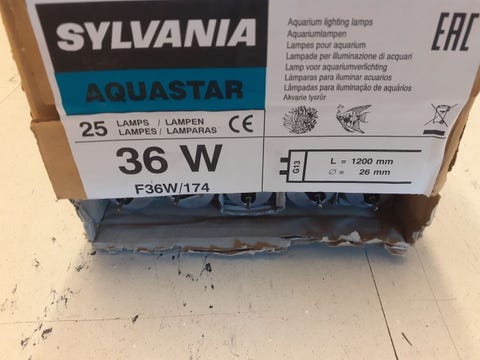 SYLVANIA
AQUASTAR
Aquarium lighting lamps
Aquariumlampen
Lampes pour aquarium
Lampade per illuminazione di acquari
Lamp voor aquariumverlichting
Lámparas para iluminar acuarios
Lâmpadas para iluminação de aquários
Akvarie lysrör
EAC
25 LAMPS / LAMPEN
LAMPES / LAMPARAS
CE
36 W
F36W/174
G13
L = 1200 mm
Ø = 26 mm